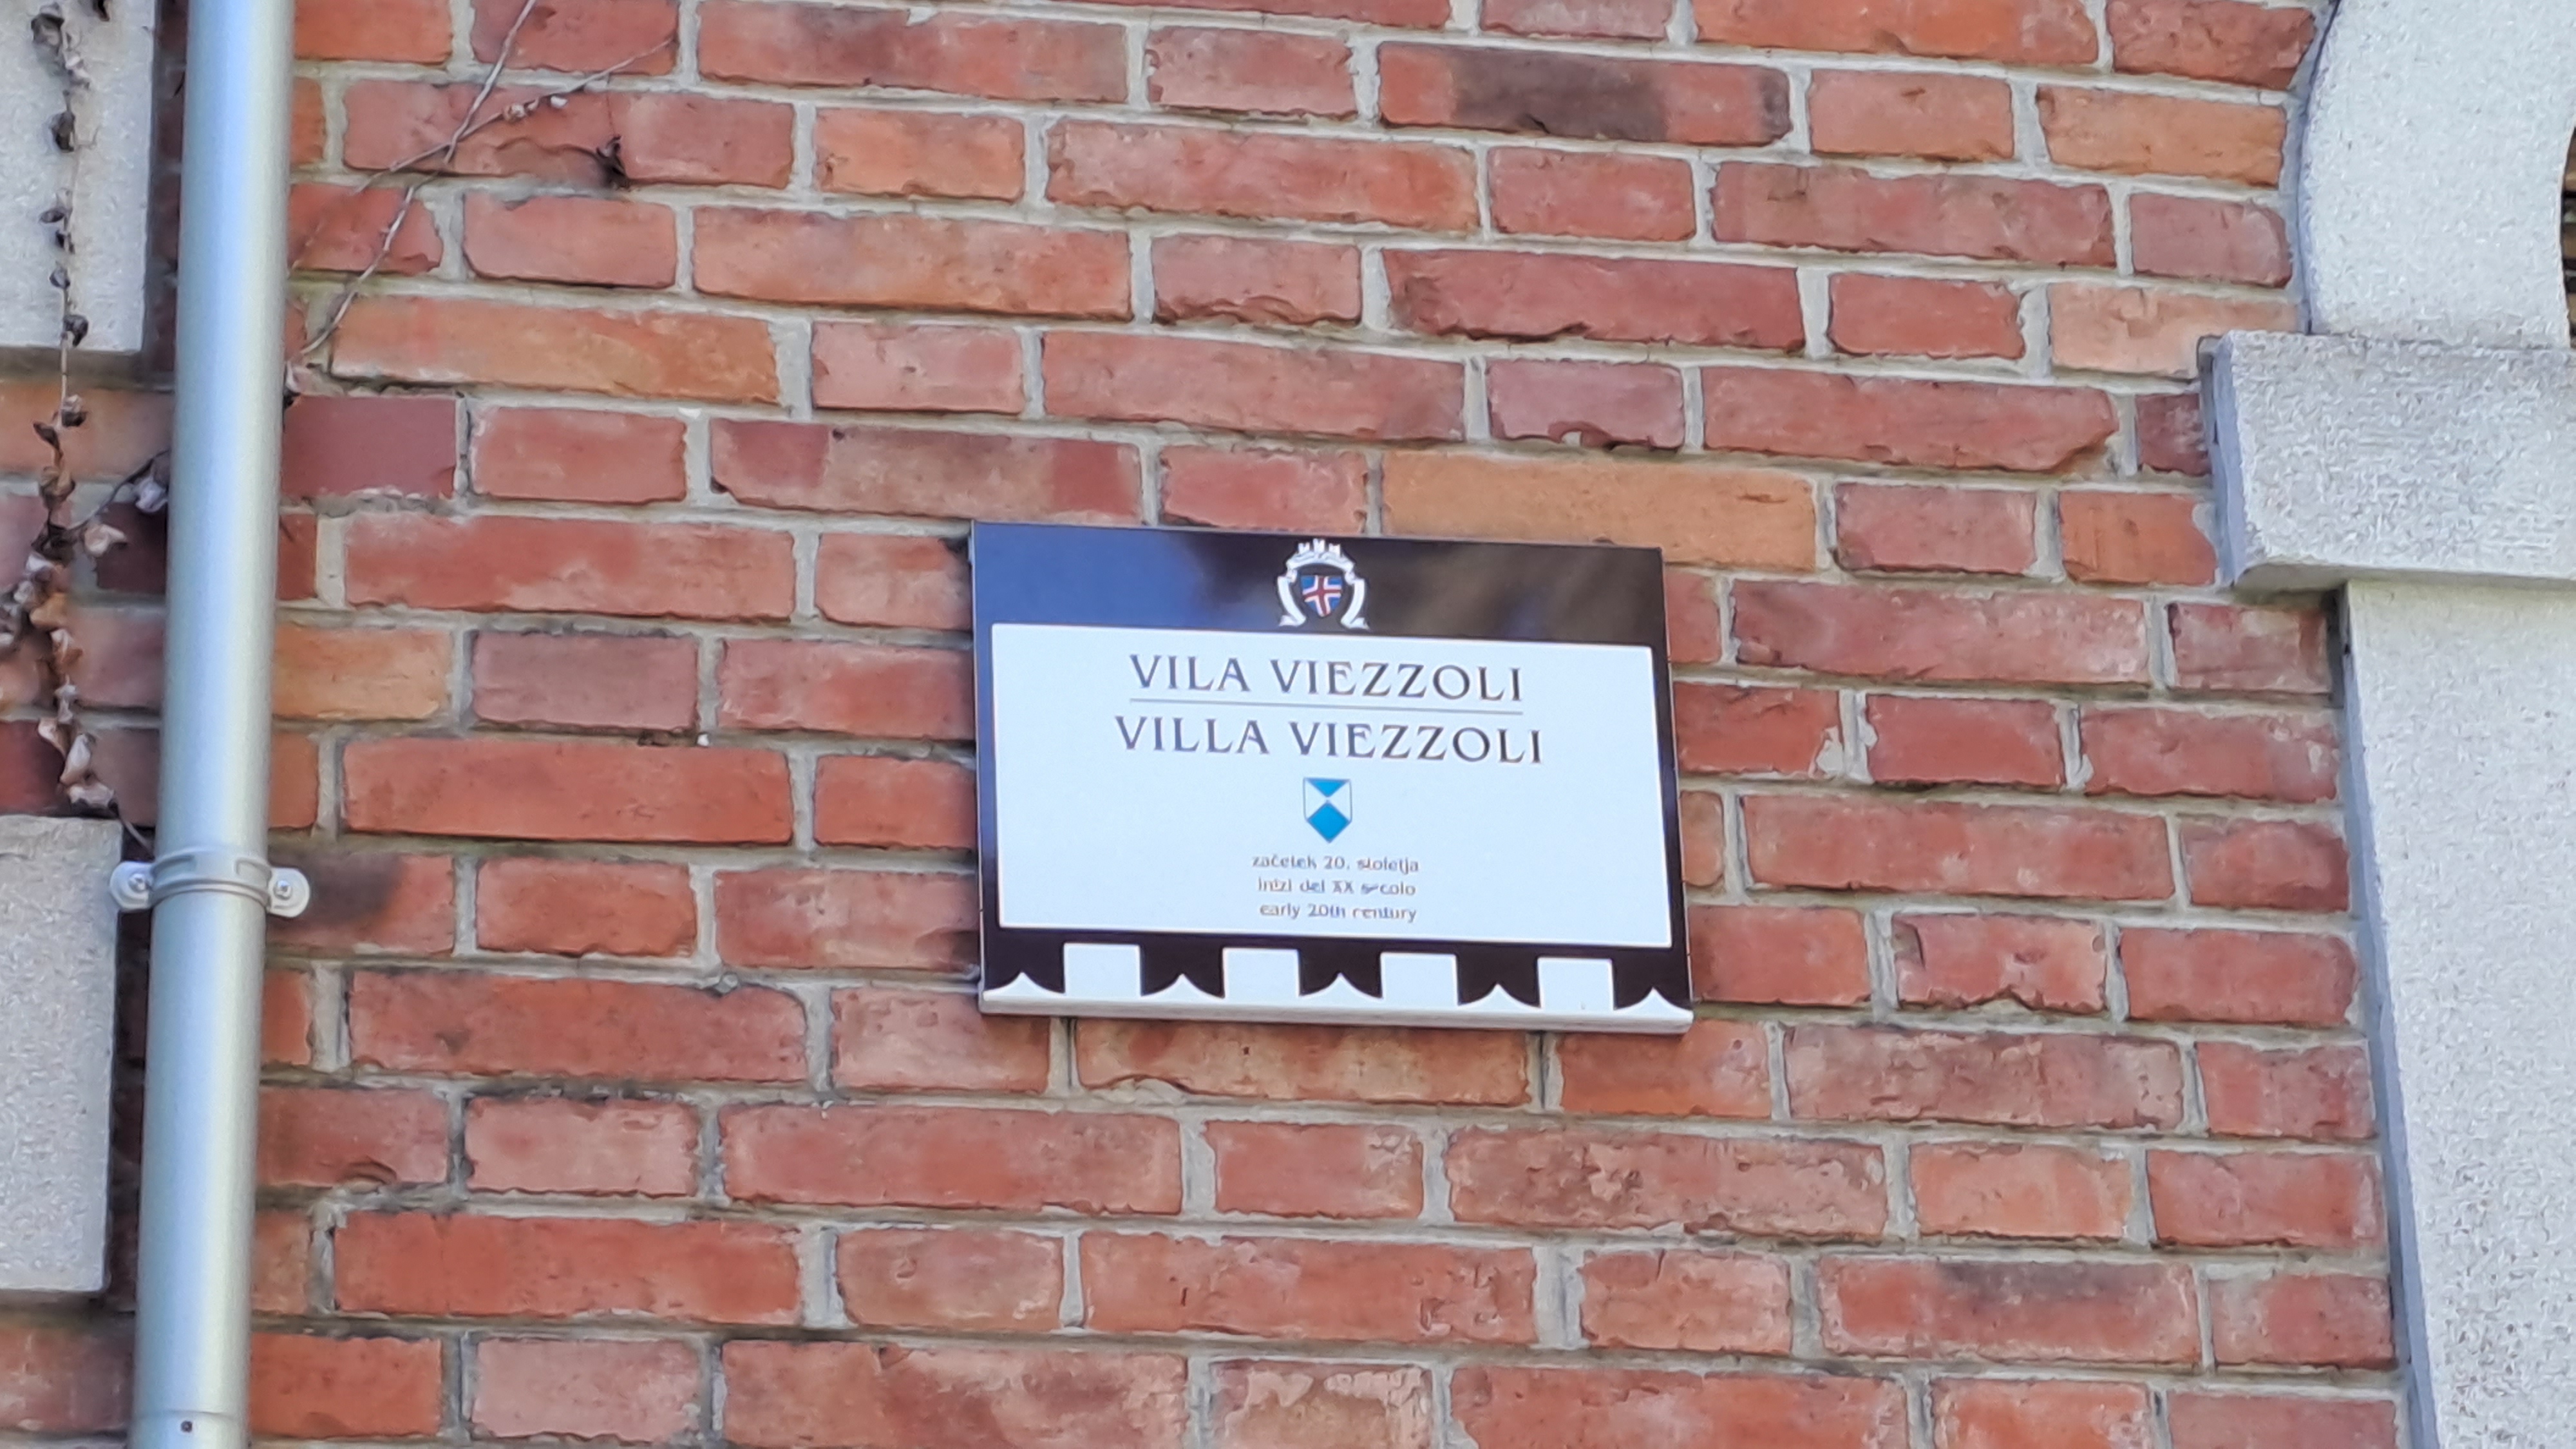 VILA VIEZZOLI
VILLA VIEZZOLI
začetek 20. stoletja
inizi del XX secolo
early 20th century